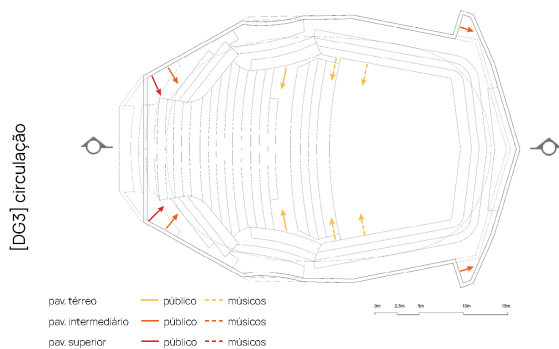 [DG3] circulação
pav. térreo público músicos
pav. intermediário público músicos
pav. superior público músicos
0m 2,5m 5m 10m 15m